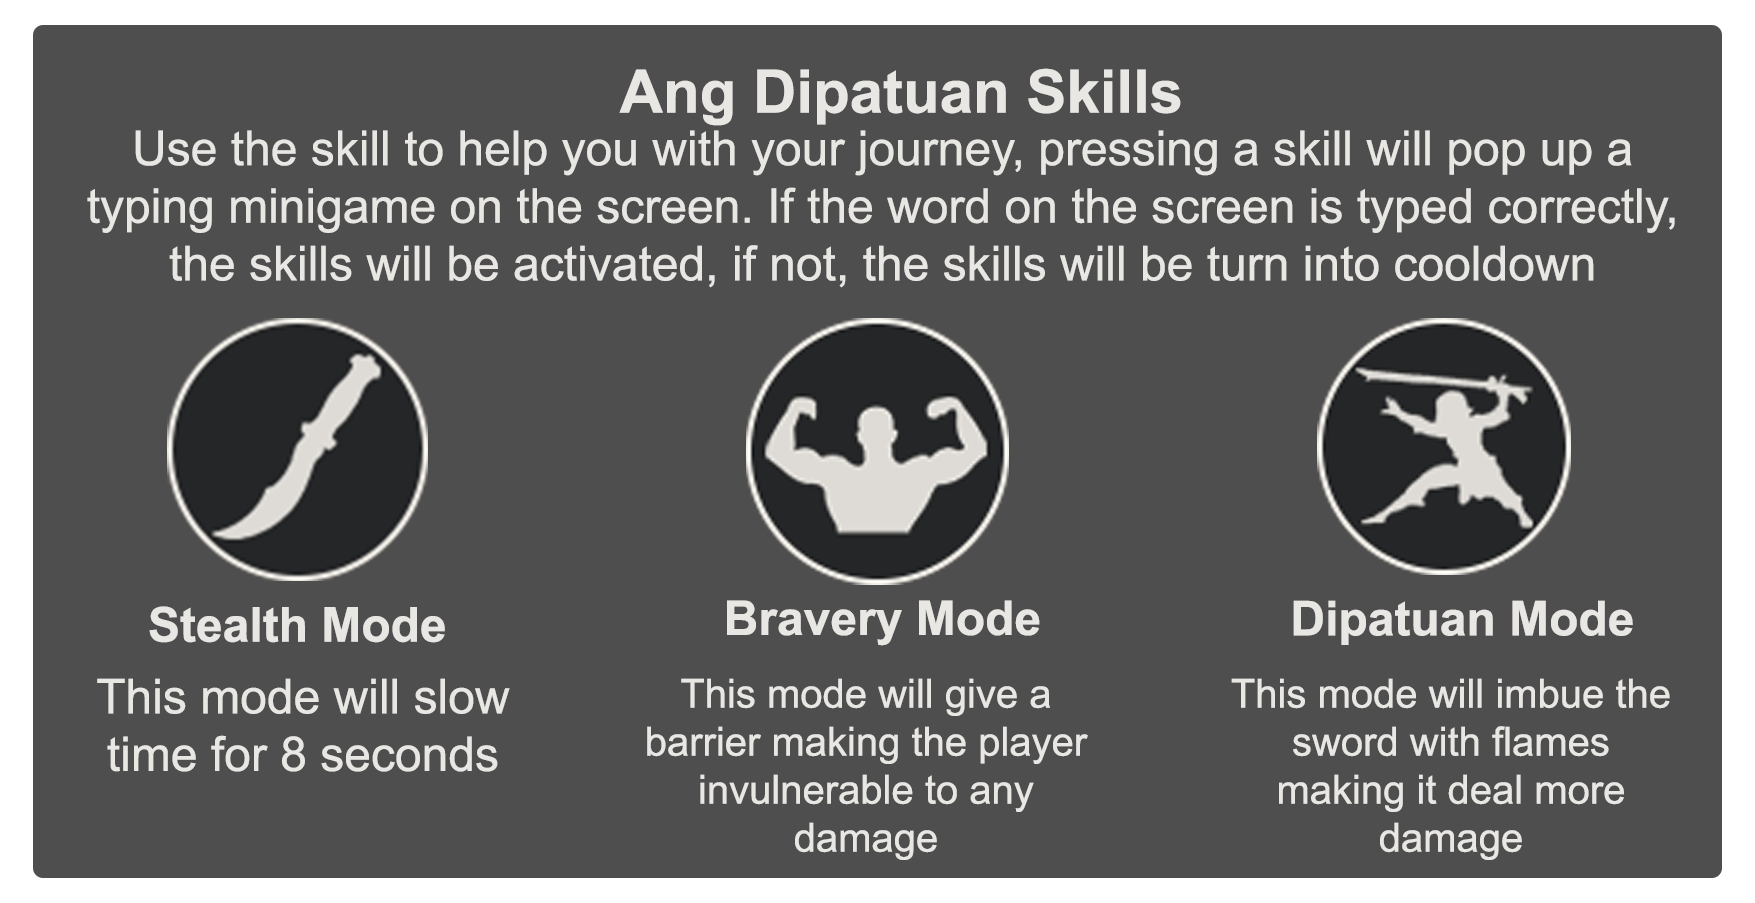 Ang Dipatuan Skills
Use the skill to help you with your journey, pressing a skill will pop up a
typing minigame on the screen. If the word on the screen is typed correctly,
the skills will be activated, if not, the skills will be turn into cooldown
Stealth Mode
This mode will slow
time for 8 seconds
Bravery Mode
This mode will give a
barrier making the player
invulnerable to any
damage
Dipatuan Mode
This mode will imbue the
sword with flames
making it deal more
damage